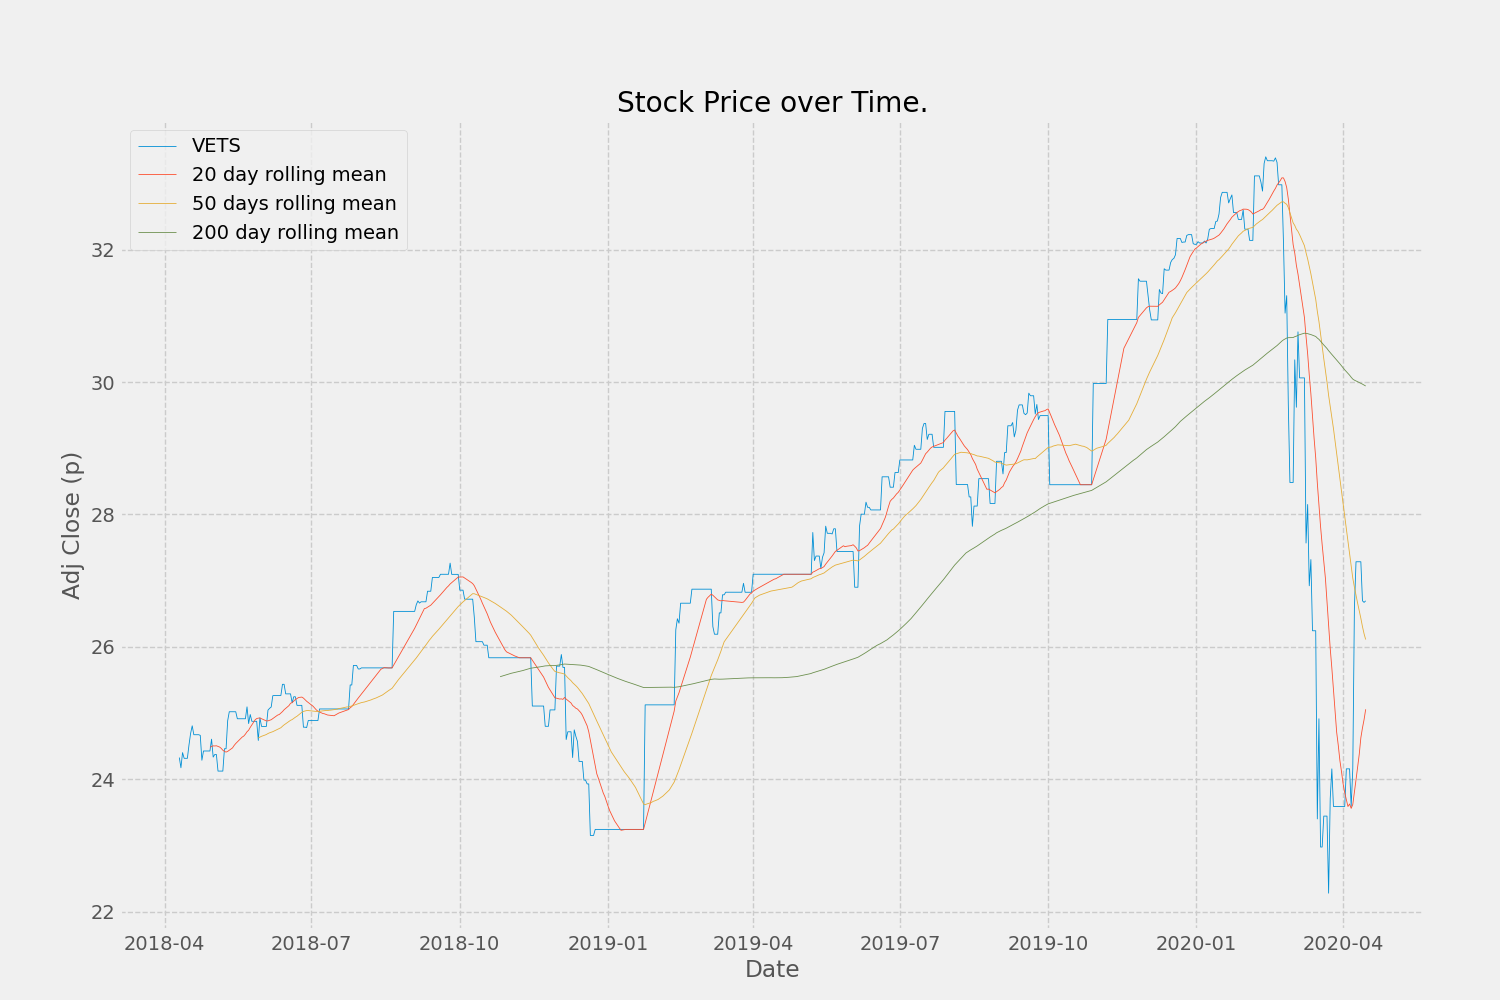 Stock Price over Time.
VETS
20 day rolling mean
50 days rolling mean
200 day rolling mean
Adj Close (p)
32
30
28
26
24
22
2018-04 2018-07 2018-10 2019-01 2019-04 2019-07 2019-10 2020-01 2020-04
Date